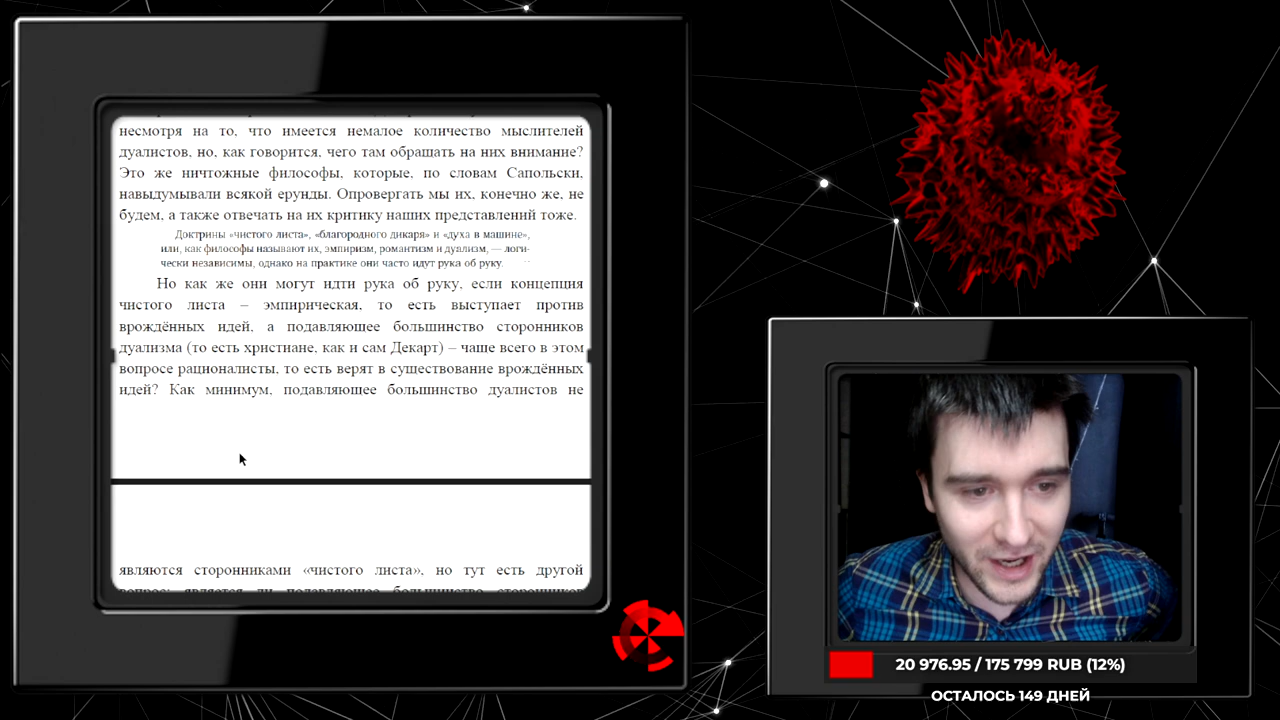 несмотря на то, что имеется немалое количество мыслителей
дуалистов, но, как говорится, чего там обращать на них внимание?
Это же ничтожные философы, которые, по словам Сапольски,
навыдумывали всякой ерунды. Опровергать мы их, конечно же, не
будем, а также отвечать на их критику наших представлений тоже.
Доктрины «чистого листа», «благородного дикаря» и «духа в машине»,
или, как философы называют их, эмпиризм, романтизм и дуализм, — логи-
чески независимы, однако на практике они часто идут рука об руку.
Но как же они могут идти рука об руку, если концепция
чистого листа – эмпирическая, то есть выступает против
врождённых идей, а подавляющее большинство сторонников
дуализма (то есть христиане, как и сам Декарт) – чаще всего в этом
вопросе рационалисты, то есть верят в существование врождённых
идей? Как минимум, подавляющее большинство дуалистов не
являются сторонниками «чистого листа», но тут есть другой
вопрос: является ли подавляющее большинство сторонников
20 976.95 / 175 799 RUB (12%)
ОСТАЛОСЬ 149 ДНЕЙ